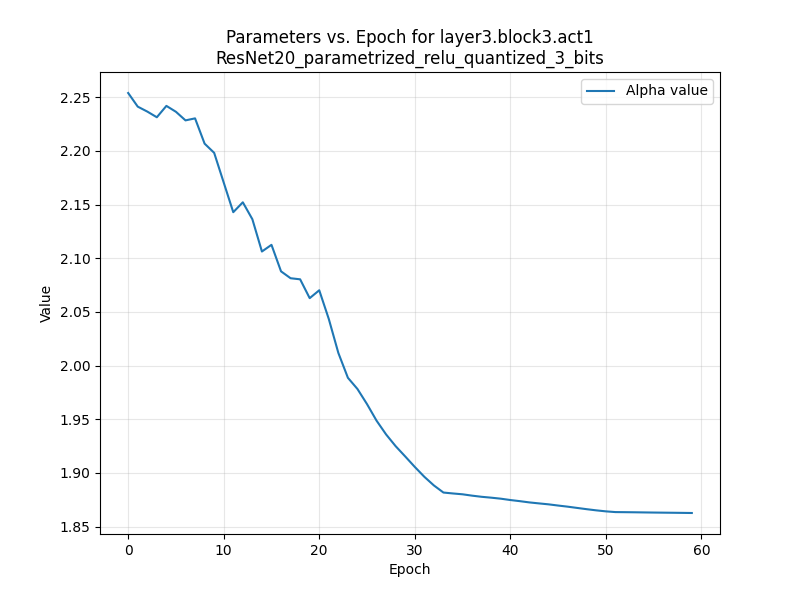 Parameters vs. Epoch for layer3.block3.act1
ResNet20_parametrized_relu_quantized_3_bits
Alpha value
2.25
2.20
2.15
2.10
2.05
2.00
1.95
1.90
1.85
Value
0 10 20 30 40 50 60
Epoch